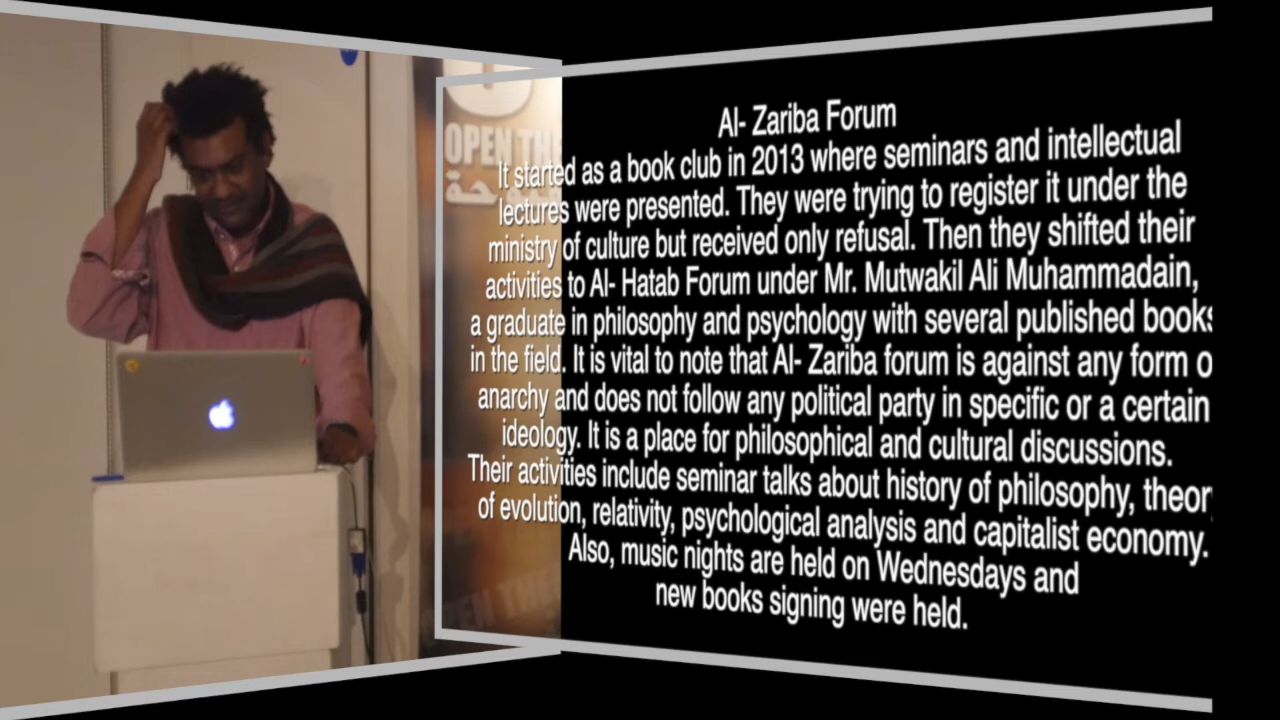 OPEN THE
Al- Zariba Forum
It started as a book club in 2013 where seminars and intellectual
lectures were presented. They were trying to register it under the
ministry of culture but received only refusal. Then they shifted their
activities to Al- Hatab Forum under Mr. Mutwakil Ali Muhammadain,
a graduate in philosophy and psychology with several published books
in the field. It is vital to note that Al- Zariba forum is against any form o
anarchy and does not follow any political party in specific or a certain
ideology. It is a place for philosophical and cultural discussions.
Their activities include seminar talks about history of philosophy, theor
of evolution, relativity, psychological analysis and capitalist economy.
Also, music nights are held on Wednesdays and
new books signing were held.